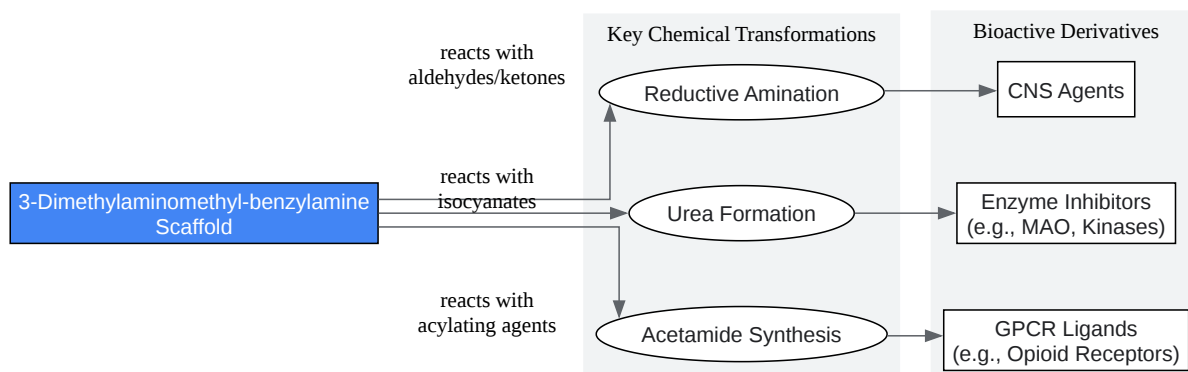 Key Chemical Transformations
Bioactive Derivatives
reacts with
aldehydes/ketones
Reductive Amination
CNS Agents
3-Dimethylaminomethyl-benzylamine
Scaffold
reacts with
isocyanates
Urea Formation
Enzyme Inhibitors
(e.g., MAO, Kinases)
reacts with
acylating agents
Acetamide Synthesis
GPCR Ligands
(e.g., Opioid Receptors)